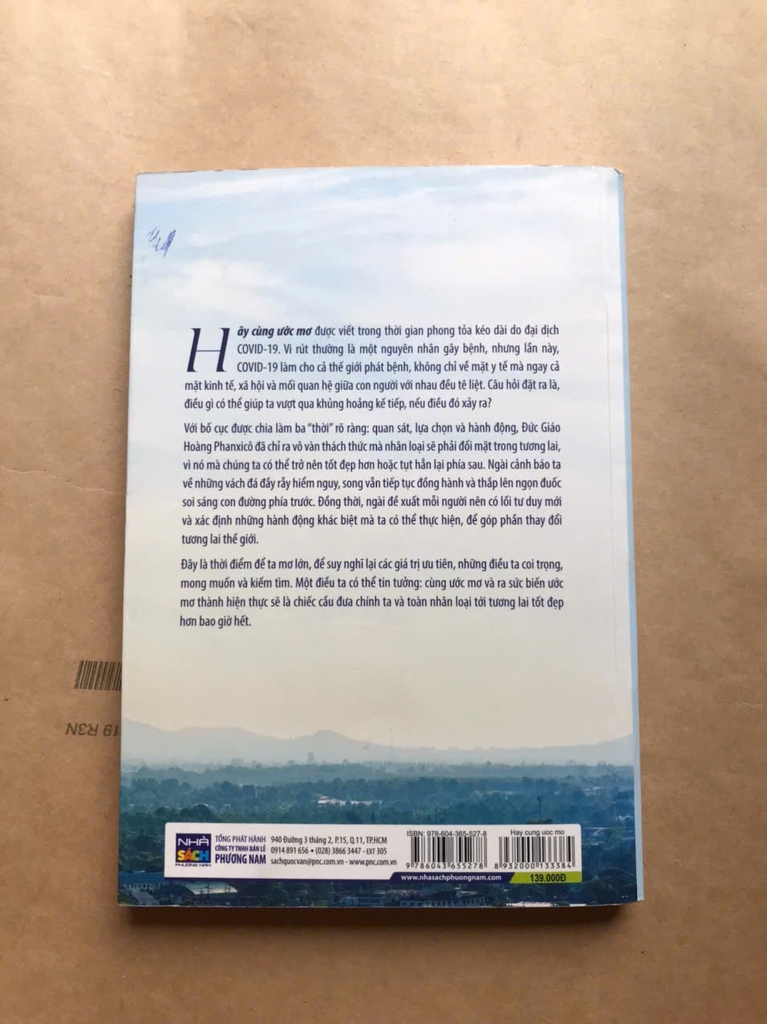 Hãy cùng ước mơ được viết trong thời gian phong tỏa kéo dài do đại dịch
COVID-19. Vi rút thường là một nguyên nhân gây bệnh, nhưng lần này,
COVID-19 làm cho cả thế giới phát bệnh, không chỉ về mặt y tế mà ngay cả
mặt kinh tế, xã hội và mối quan hệ giữa con người với nhau đều tê liệt. Câu hỏi đặt ra là,
điều gì có thể giúp ta vượt qua khủng hoảng kế tiếp, nếu điều đó xảy ra?
Với bố cục được chia làm ba "thời" rõ ràng: quan sát, lựa chọn và hành động, Đức Giáo
Hoàng Phanxicô đã chỉ ra vô vàn thách thức mà nhân loại sẽ phải đối mặt trong tương lai,
vì nó mà chúng ta có thể trở nên tốt đẹp hơn hoặc tụt hẳn lại phía sau. Ngài cảnh báo ta
về những vách đá đầy rẫy hiểm nguy, song vẫn tiếp tục đồng hành và thắp lên ngọn đuốc
soi sáng con đường phía trước. Đồng thời, ngài đề xuất mỗi người nên có lối tư duy mới
và xác định những hành động khác biệt mà ta có thể thực hiện, để góp phần thay đổi
tương lai thế giới.
Đây là thời điểm để ta mơ lớn, để suy nghĩ lại các giá trị ưu tiên, những điều ta coi trọng,
mong muốn và kiếm tìm. Một điều ta có thể tin tưởng: cùng ước mơ và ra sức biến ước
mơ thành hiện thực sẽ là chiếc cầu đưa chính ta và toàn nhân loại tới tương lai tốt đẹp
hơn bao giờ hết.
19 R3N
NHÀ
SÁCH
PHƯƠNG NAM
TỔNG PHÁT HÀNH
CÔNG TY TNHH BÁN LẺ
PHƯƠNG NAM
940 Đường 3 tháng 2, P.15, Q.11, TP.HCM
0914 891 656 • (028) 3866 3447 - EXT 305
sachquocvan@pnc.com.vn - www.pnc.com.vn
ISBN: 978-604-365-527-8
9 786043 655278
Hay cung uoc mo
8 932000 133384
www.nhasachphuongnam.com
139.000Đ